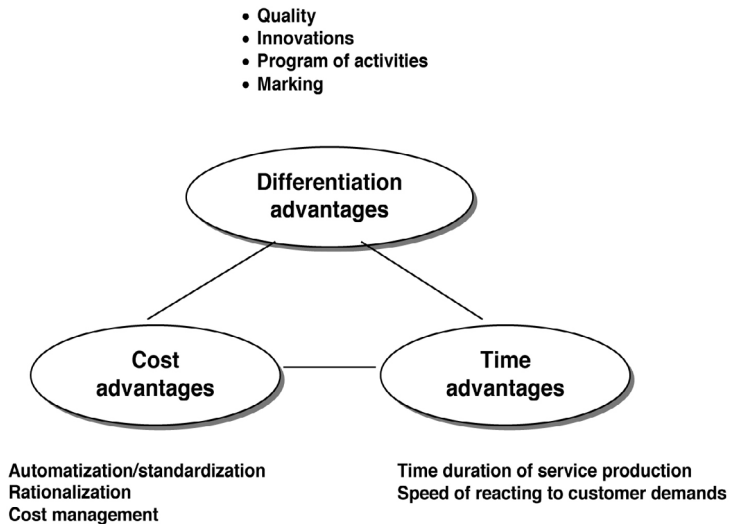 • Quality
• Innovations
• Program of activities
• Marking
Differentiation
advantages
Cost
advantages
Time
advantages
Automatization/standardization
Rationalization
Cost management
Time duration of service production
Speed of reacting to customer demands